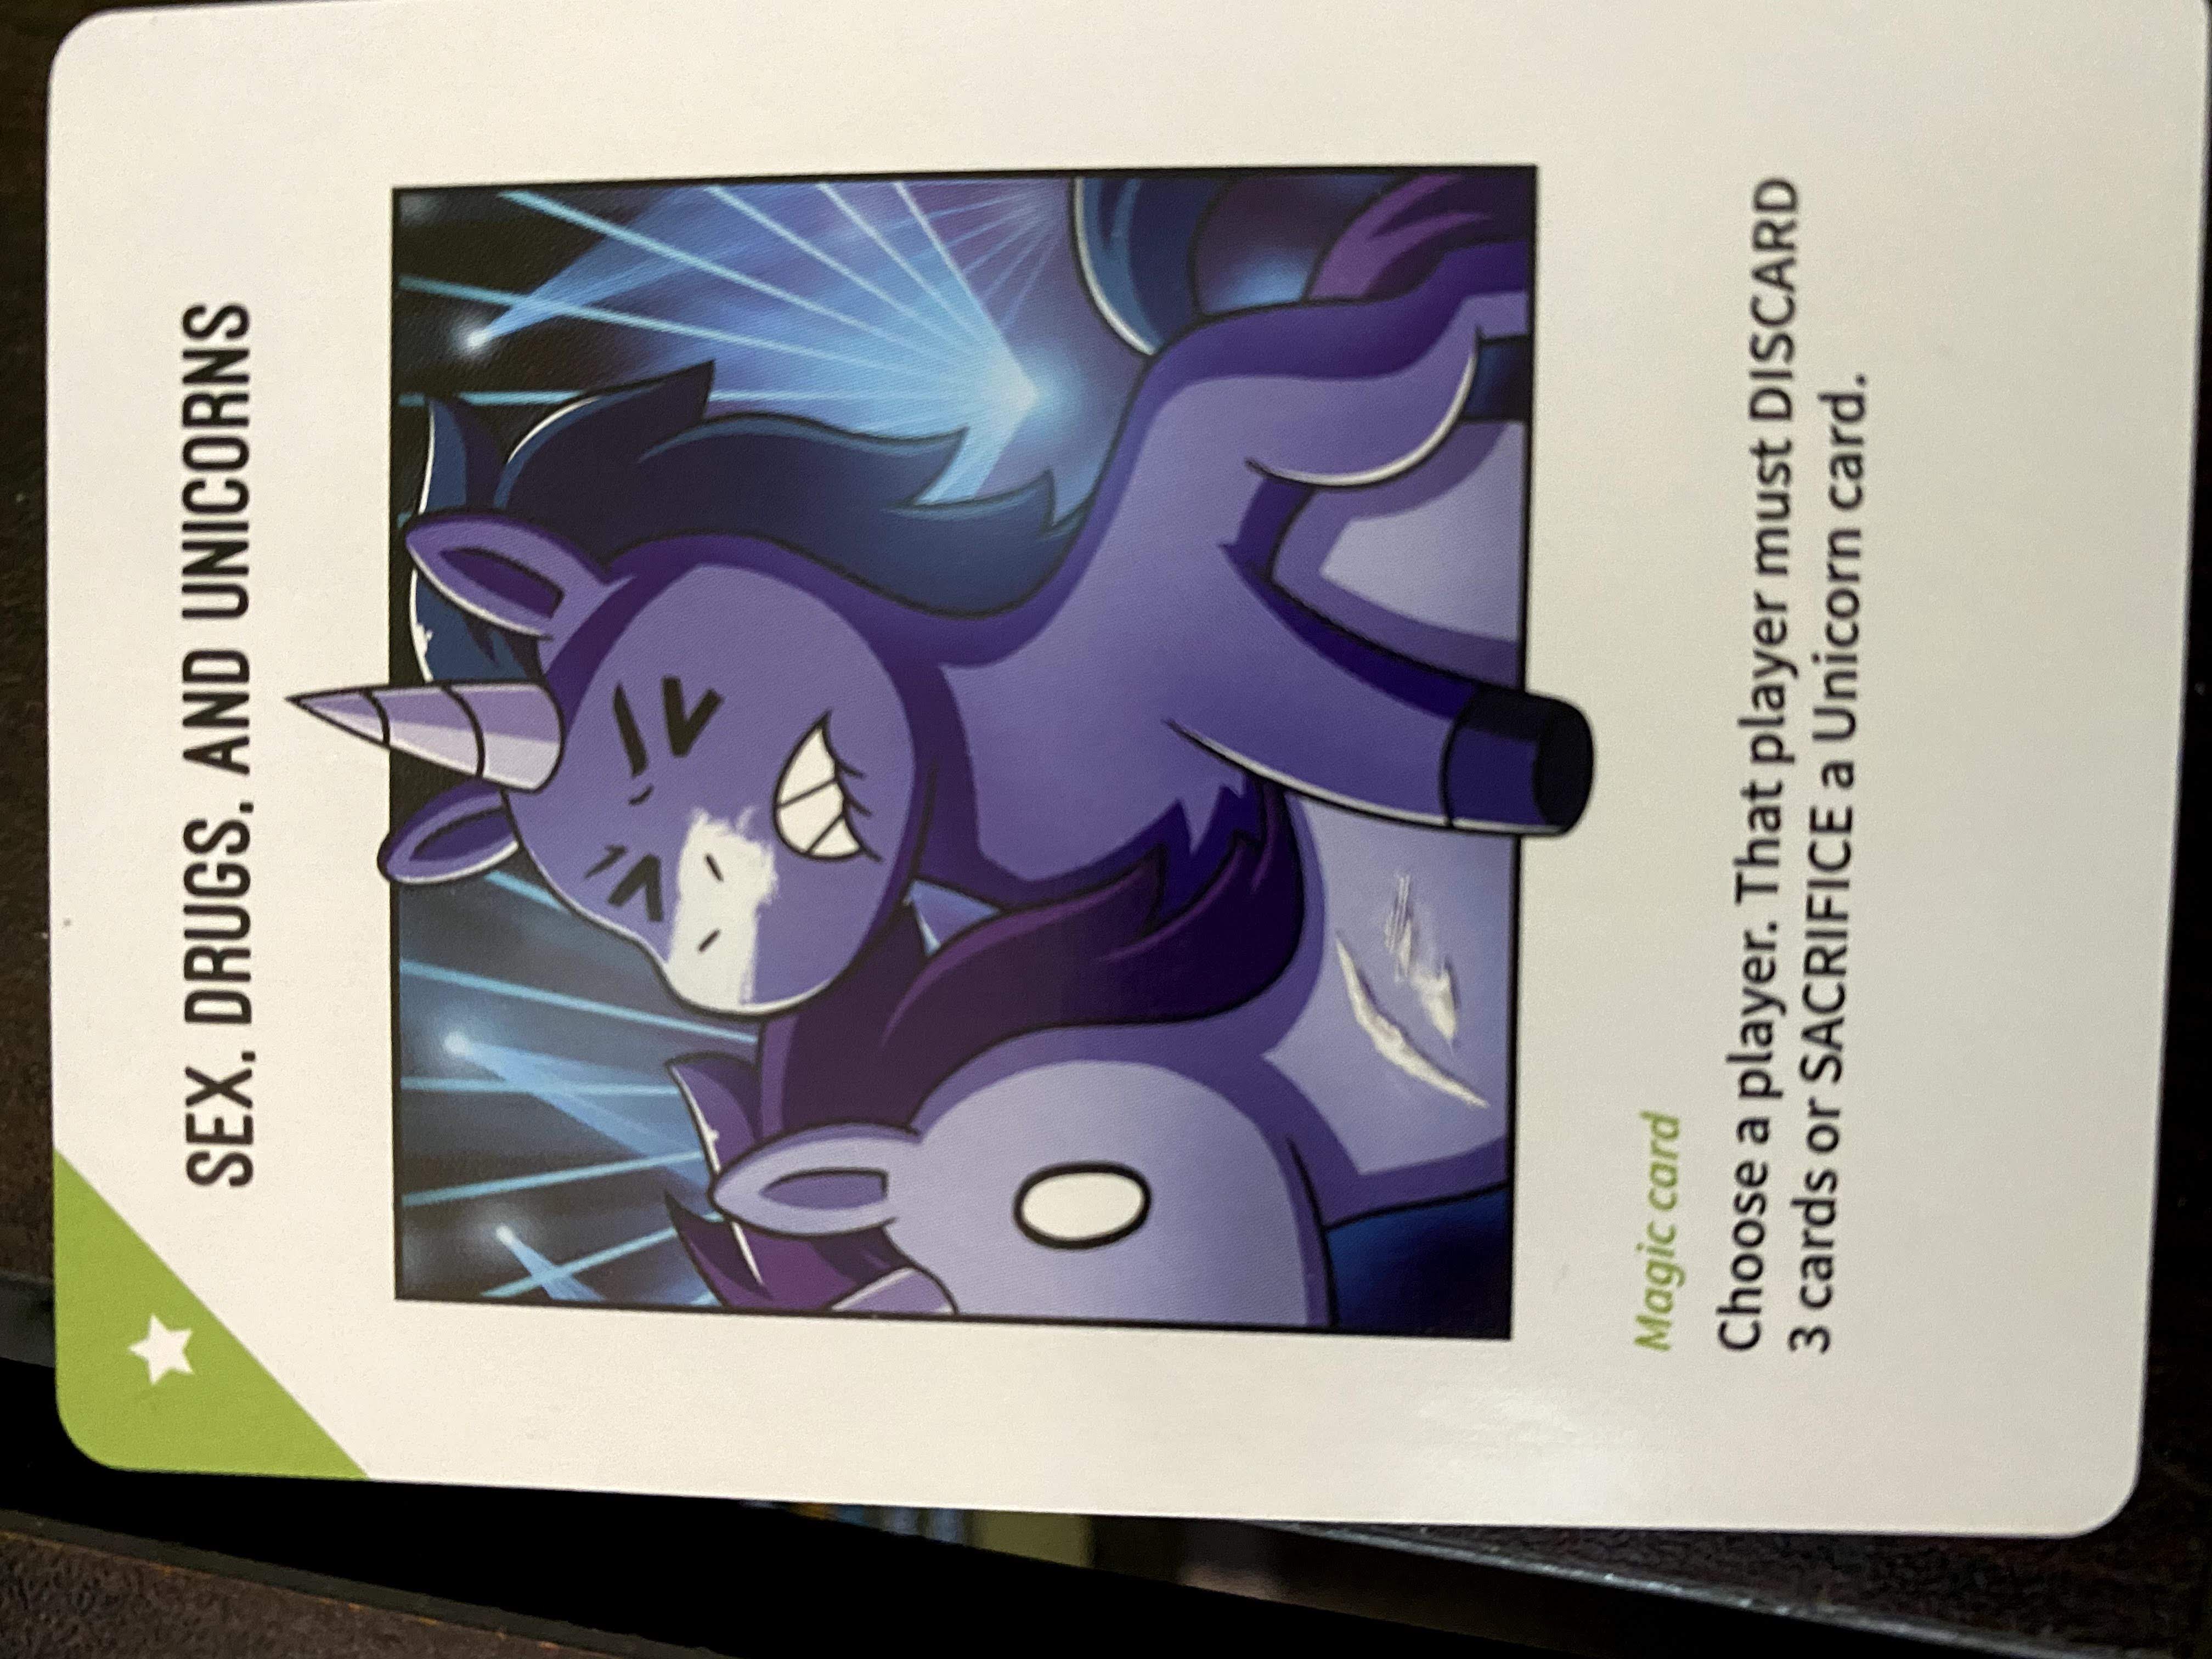 SEX, DRUGS, AND UNICORNS
Magic card
Choose a player. That player must DISCARD
3 cards or SACRIFICE a Unicorn card.